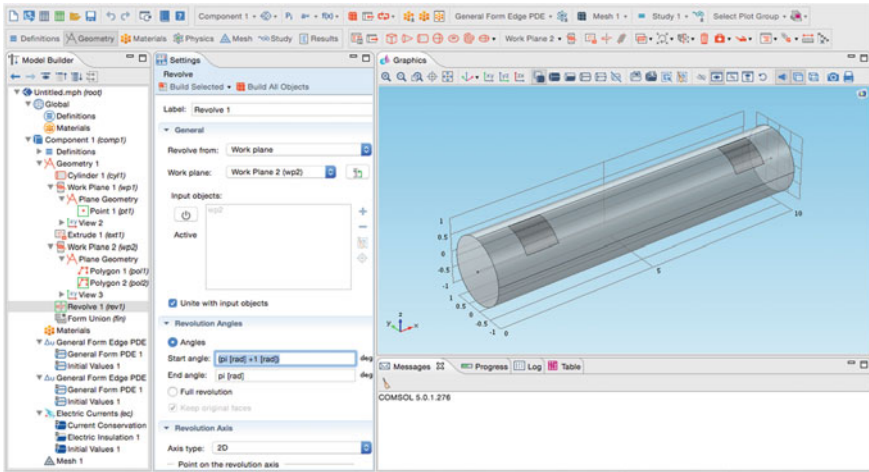 Component 1
Pi
a=
f(x)
General Form Edge PDE
Mesh 1
Study 1
Select Plot Group
Definitions
Geometry
Materials
Physics
Mesh
Study
Results
Work Plane 2
Model Builder
Untitled.mph (root)
Global
Definitions
Materials
Component 1 (comp1)
Definitions
Geometry 1
Cylinder 1 (cyl1)
Work Plane 1 (wp1)
Plane Geometry
Point 1 (pt1)
View 2
Extrude 1 (ext1)
Work Plane 2 (wp2)
Plane Geometry
Polygon 1 (pol1)
Polygon 2 (pol2)
View 3
Revolve 1 (rev1)
Form Union (fin)
Materials
Δu General Form Edge PDE
General Form PDE 1
Initial Values 1
Δu General Form Edge PDE
General Form PDE 1
Initial Values 1
Electric Currents (ec)
Current Conservation
Electric Insulation 1
Initial Values 1
Mesh 1
Settings
Revolve
Build Selected
Build All Objects
Label: Revolve 1
General
Revolve from: Work plane
Work plane: Work Plane 2 (wp2)
Input objects:
wp2
Active
Unite with input objects
Revolution Angles
Angles
Start angle: (pi [rad] +1 [rad]) deg
End angle: pi [rad] deg
Full revolution
Keep original faces
Revolution Axis
Axis type: 2D
Point on the revolution axis
Graphics
1
0.5
0
-0.5
-1
1
0.5
0
-0.5
-1
0
5
10
y
z
x
Messages
Progress
Log
Table
COMSOL 5.0.1.276